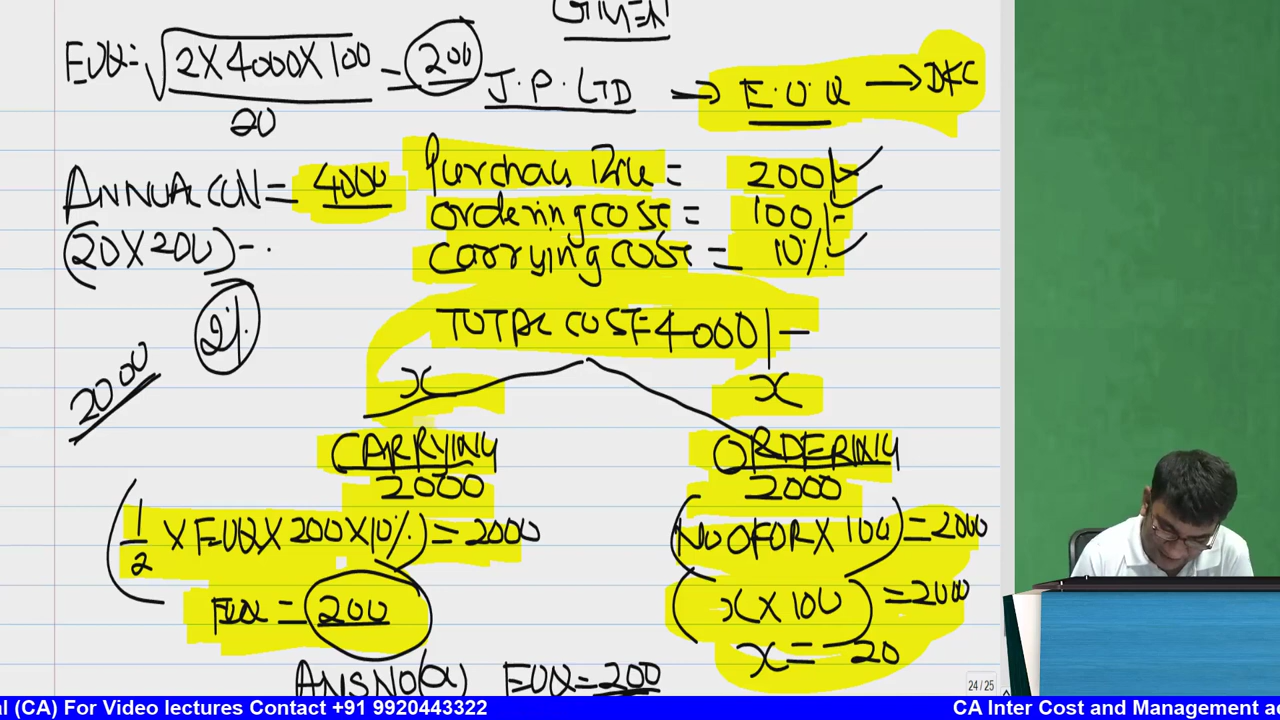 GIVEN
EOQ = √2X4000X100 = 200
20
J.P. LTD → E.O.Q → DKC
ANNUAL CON = 4000
(20X200) -
2%
2000
Purchase Price = 200/-
Ordering cost = 100/-
Carrying cost = 10%
TOTAL COST = 4000/-
x
x
CARRYING
2000
(1/2 X EOQ X 200 X 10%) = 2000
EOQ = 200
ORDERING
2000
(NO OF OR X 100) = 2000
(x X 100) = 2000
x = 20
ANS NO(a) EOQ = 200
24 / 25
l (CA) For Video lectures Contact +91 9920443322
CA Inter Cost and Management ac